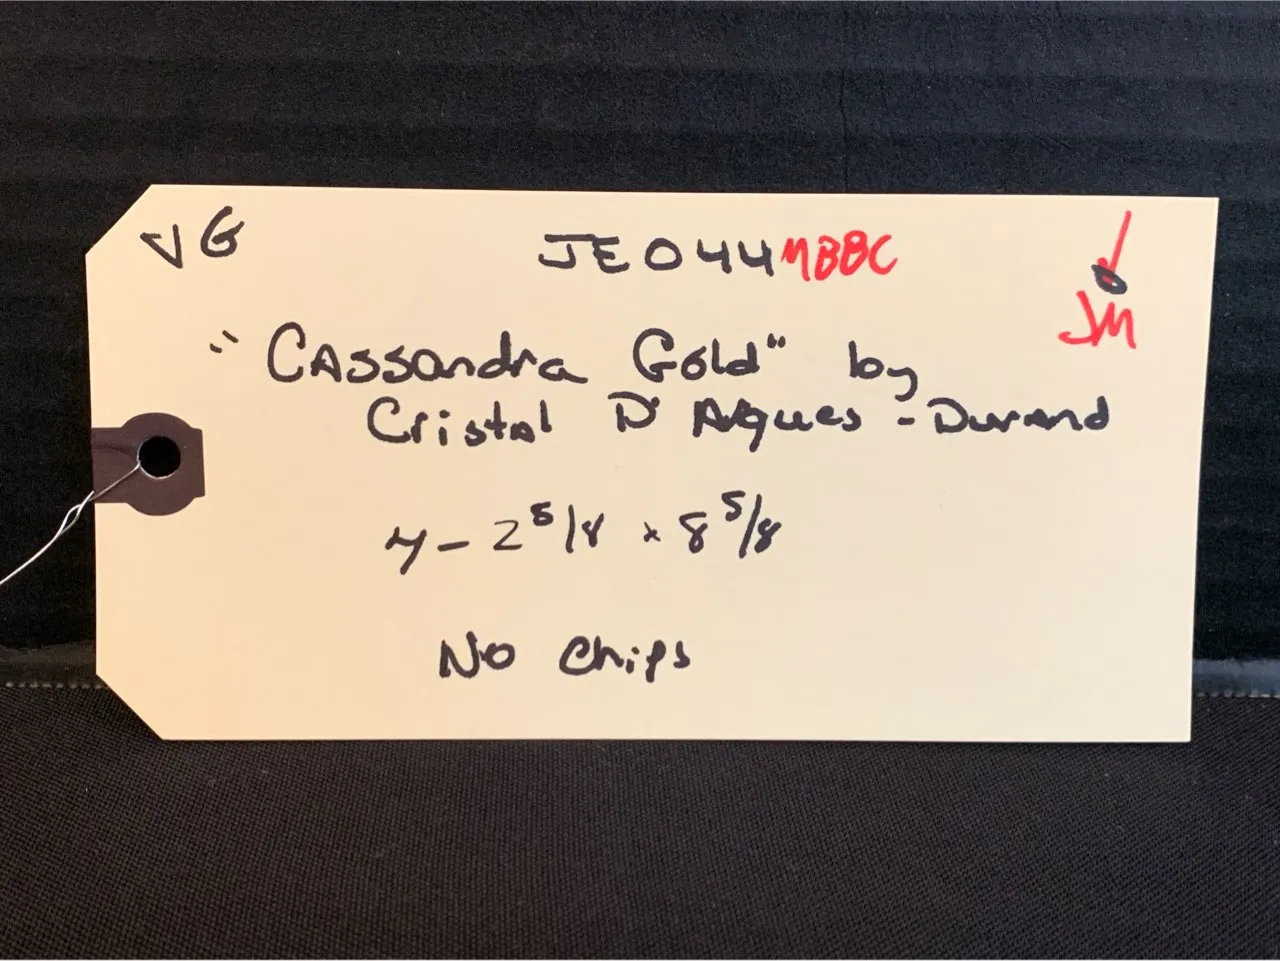 VG
JE044MBBC
JM
"Cassandra Gold" by
Cristal D'Arques - Durand
4 - 2 5/8 x 8 5/8
No Chips